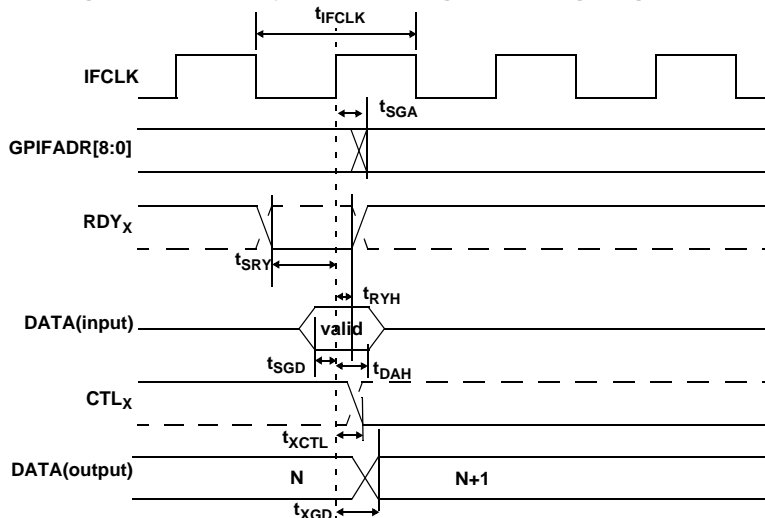 tIFCLK
IFCLK
tSGA
GPIFADR[8:0]
RDYX
tSRY
tRYH
DATA(input)
valid
tSGD
tDAH
CTLX
tXCTL
DATA(output)
N
N+1
tXGD